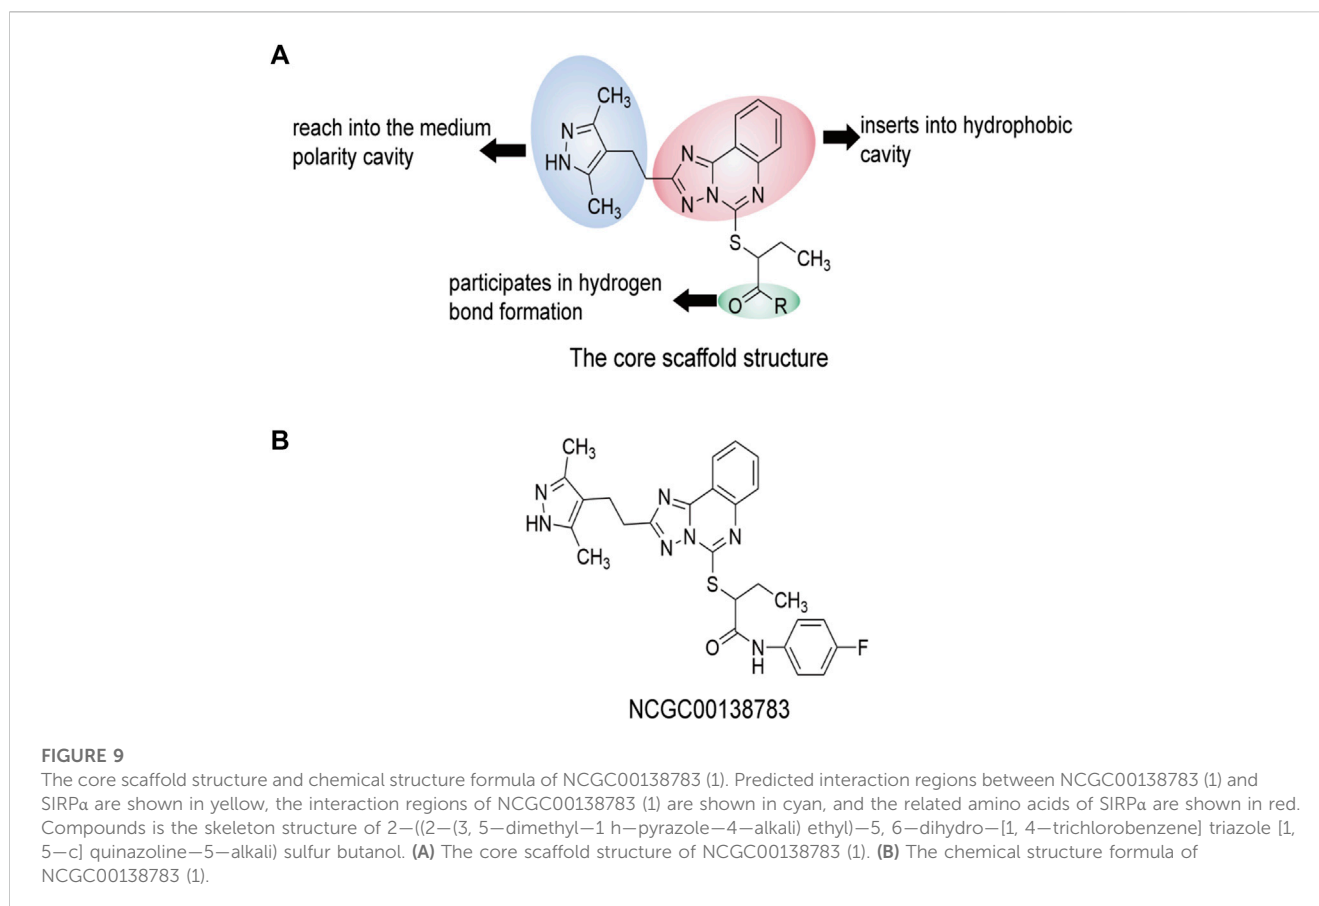 A
CH₃
reach into the medium
polarity cavity
N
HN
CH₃
N
N
N
N
inserts into hydrophobic
cavity
S
CH₃
participates in hydrogen
bond formation
O
R
The core scaffold structure
B
CH₃
N
HN
CH₃
N
N
N
N
S
CH₃
O
N
H
F
NCGC00138783
FIGURE 9
The core scaffold structure and chemical structure formula of NCGC00138783 (1). Predicted interaction regions between NCGC00138783 (1) and
SIRPα are shown in yellow, the interaction regions of NCGC00138783 (1) are shown in cyan, and the related amino acids of SIRPα are shown in red.
Compounds is the skeleton structure of 2—((2—(3, 5—dimethyl—1 h—pyrazole—4—alkali) ethyl)—5, 6—dihydro—[1, 4—trichlorobenzene] triazole [1,
5—c] quinazoline—5—alkali) sulfur butanol. (A) The core scaffold structure of NCGC00138783 (1). (B) The chemical structure formula of
NCGC00138783 (1).